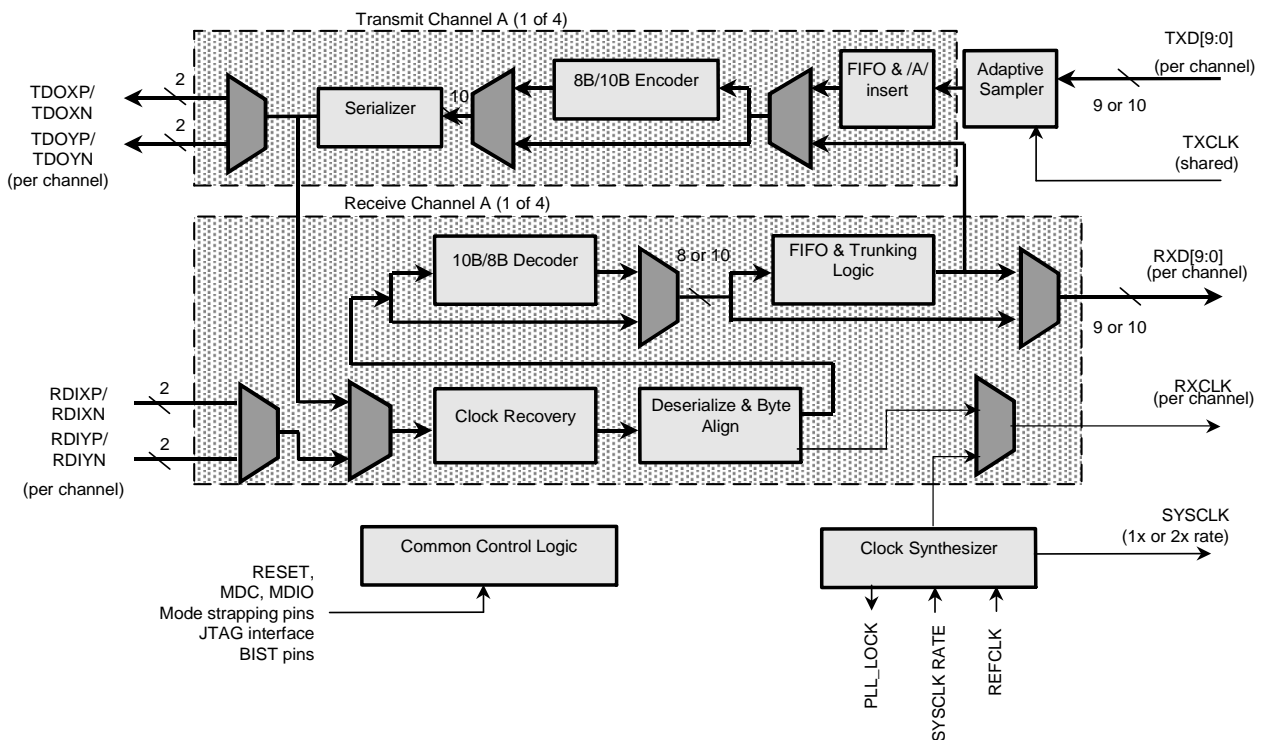 Transmit Channel A (1 of 4)
TXD[9:0]
(per channel)
9 or 10
TXCLK
(shared)
Adaptive
Sampler
FIFO & /A/
insert
8B/10B Encoder
10
Serializer
2
TDOXP/
TDOXN
2
TDOYP/
TDOYN
(per channel)
Receive Channel A (1 of 4)
10B/8B Decoder
8 or 10
FIFO & Trunking
Logic
RXD[9:0]
(per channel)
9 or 10
RDIXP/
RDIXN
2
RDIYP/
RDIYN
2
(per channel)
Clock Recovery
Deserialize & Byte
Align
RXCLK
(per channel)
Common Control Logic
RESET,
MDC, MDIO
Mode strapping pins
JTAG interface
BIST pins
Clock Synthesizer
SYSCLK
(1x or 2x rate)
PLL_LOCK
SYSCLK RATE
REFCLK